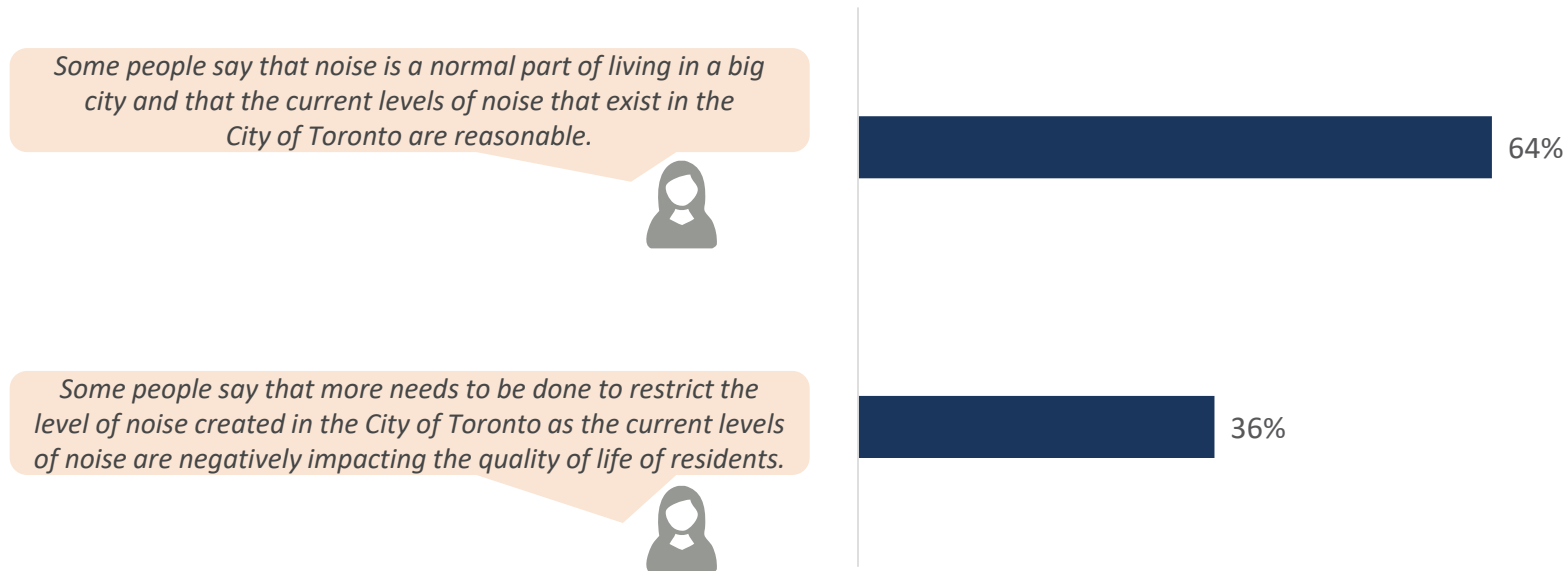 Some people say that noise is a normal part of living in a big
city and that the current levels of noise that exist in the
City of Toronto are reasonable.
64%
Some people say that more needs to be done to restrict the
level of noise created in the City of Toronto as the current levels
of noise are negatively impacting the quality of life of residents.
36%